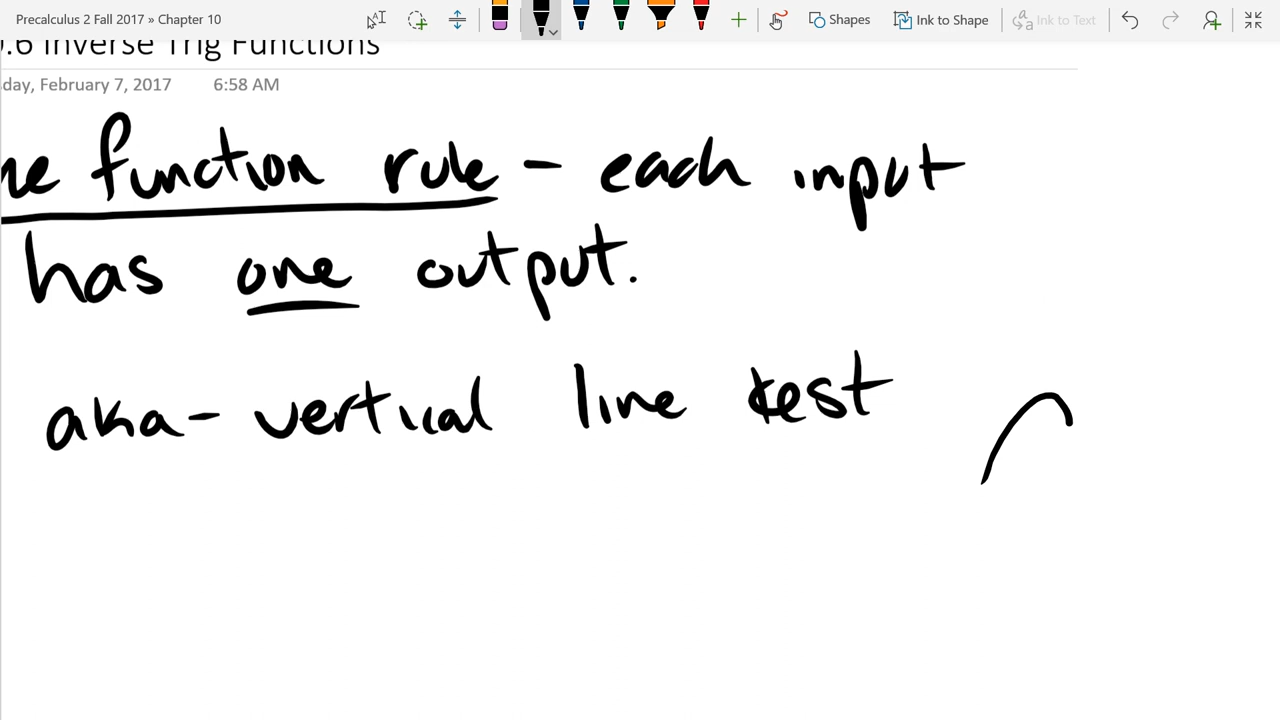 Precalculus 2 Fall 2017 » Chapter 10
Shapes
Ink to Shape
Ink to Text
.6 Inverse Trig Functions
day, February 7, 2017 6:58 AM
ne function rule - each input
has one output.
aka- vertical line test